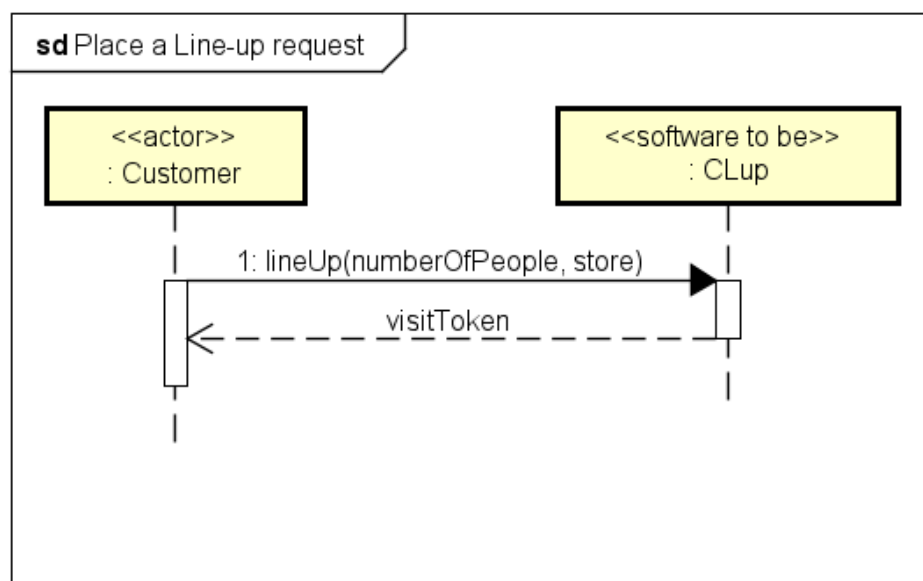 sd Place a Line-up request
<<actor>>
: Customer
<<software to be>>
: CLup
1: lineUp(numberOfPeople, store)
visitToken